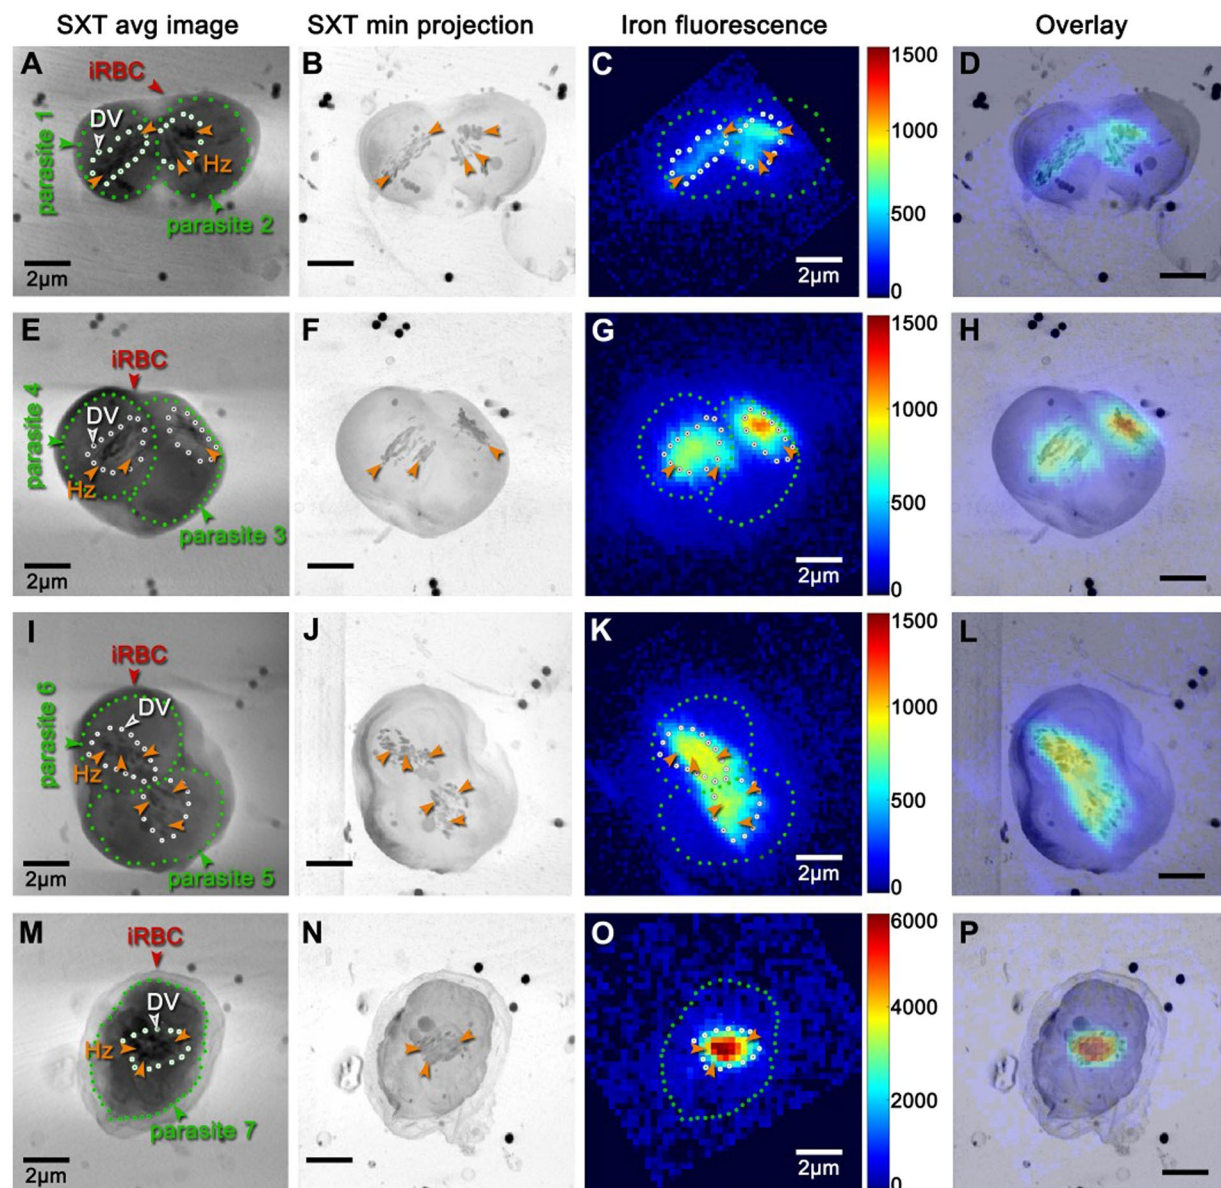 SXT avg image SXT min projection Iron fluorescence Overlay
A iRBC B C 1500 D
DV
parasite 1
1000
Hz
500
parasite 2
2µm 2µm 0
E iRBC F G 1500 H
parasite 4
DV
1000
Hz
500
parasite 3
2µm 2µm 0
I iRBC J K 1500 L
parasite 6
DV
1000
Hz
500
parasite 5
2µm 2µm 0
M iRBC N O 6000 P
DV
4000
Hz
2000
parasite 7
2µm 2µm 0